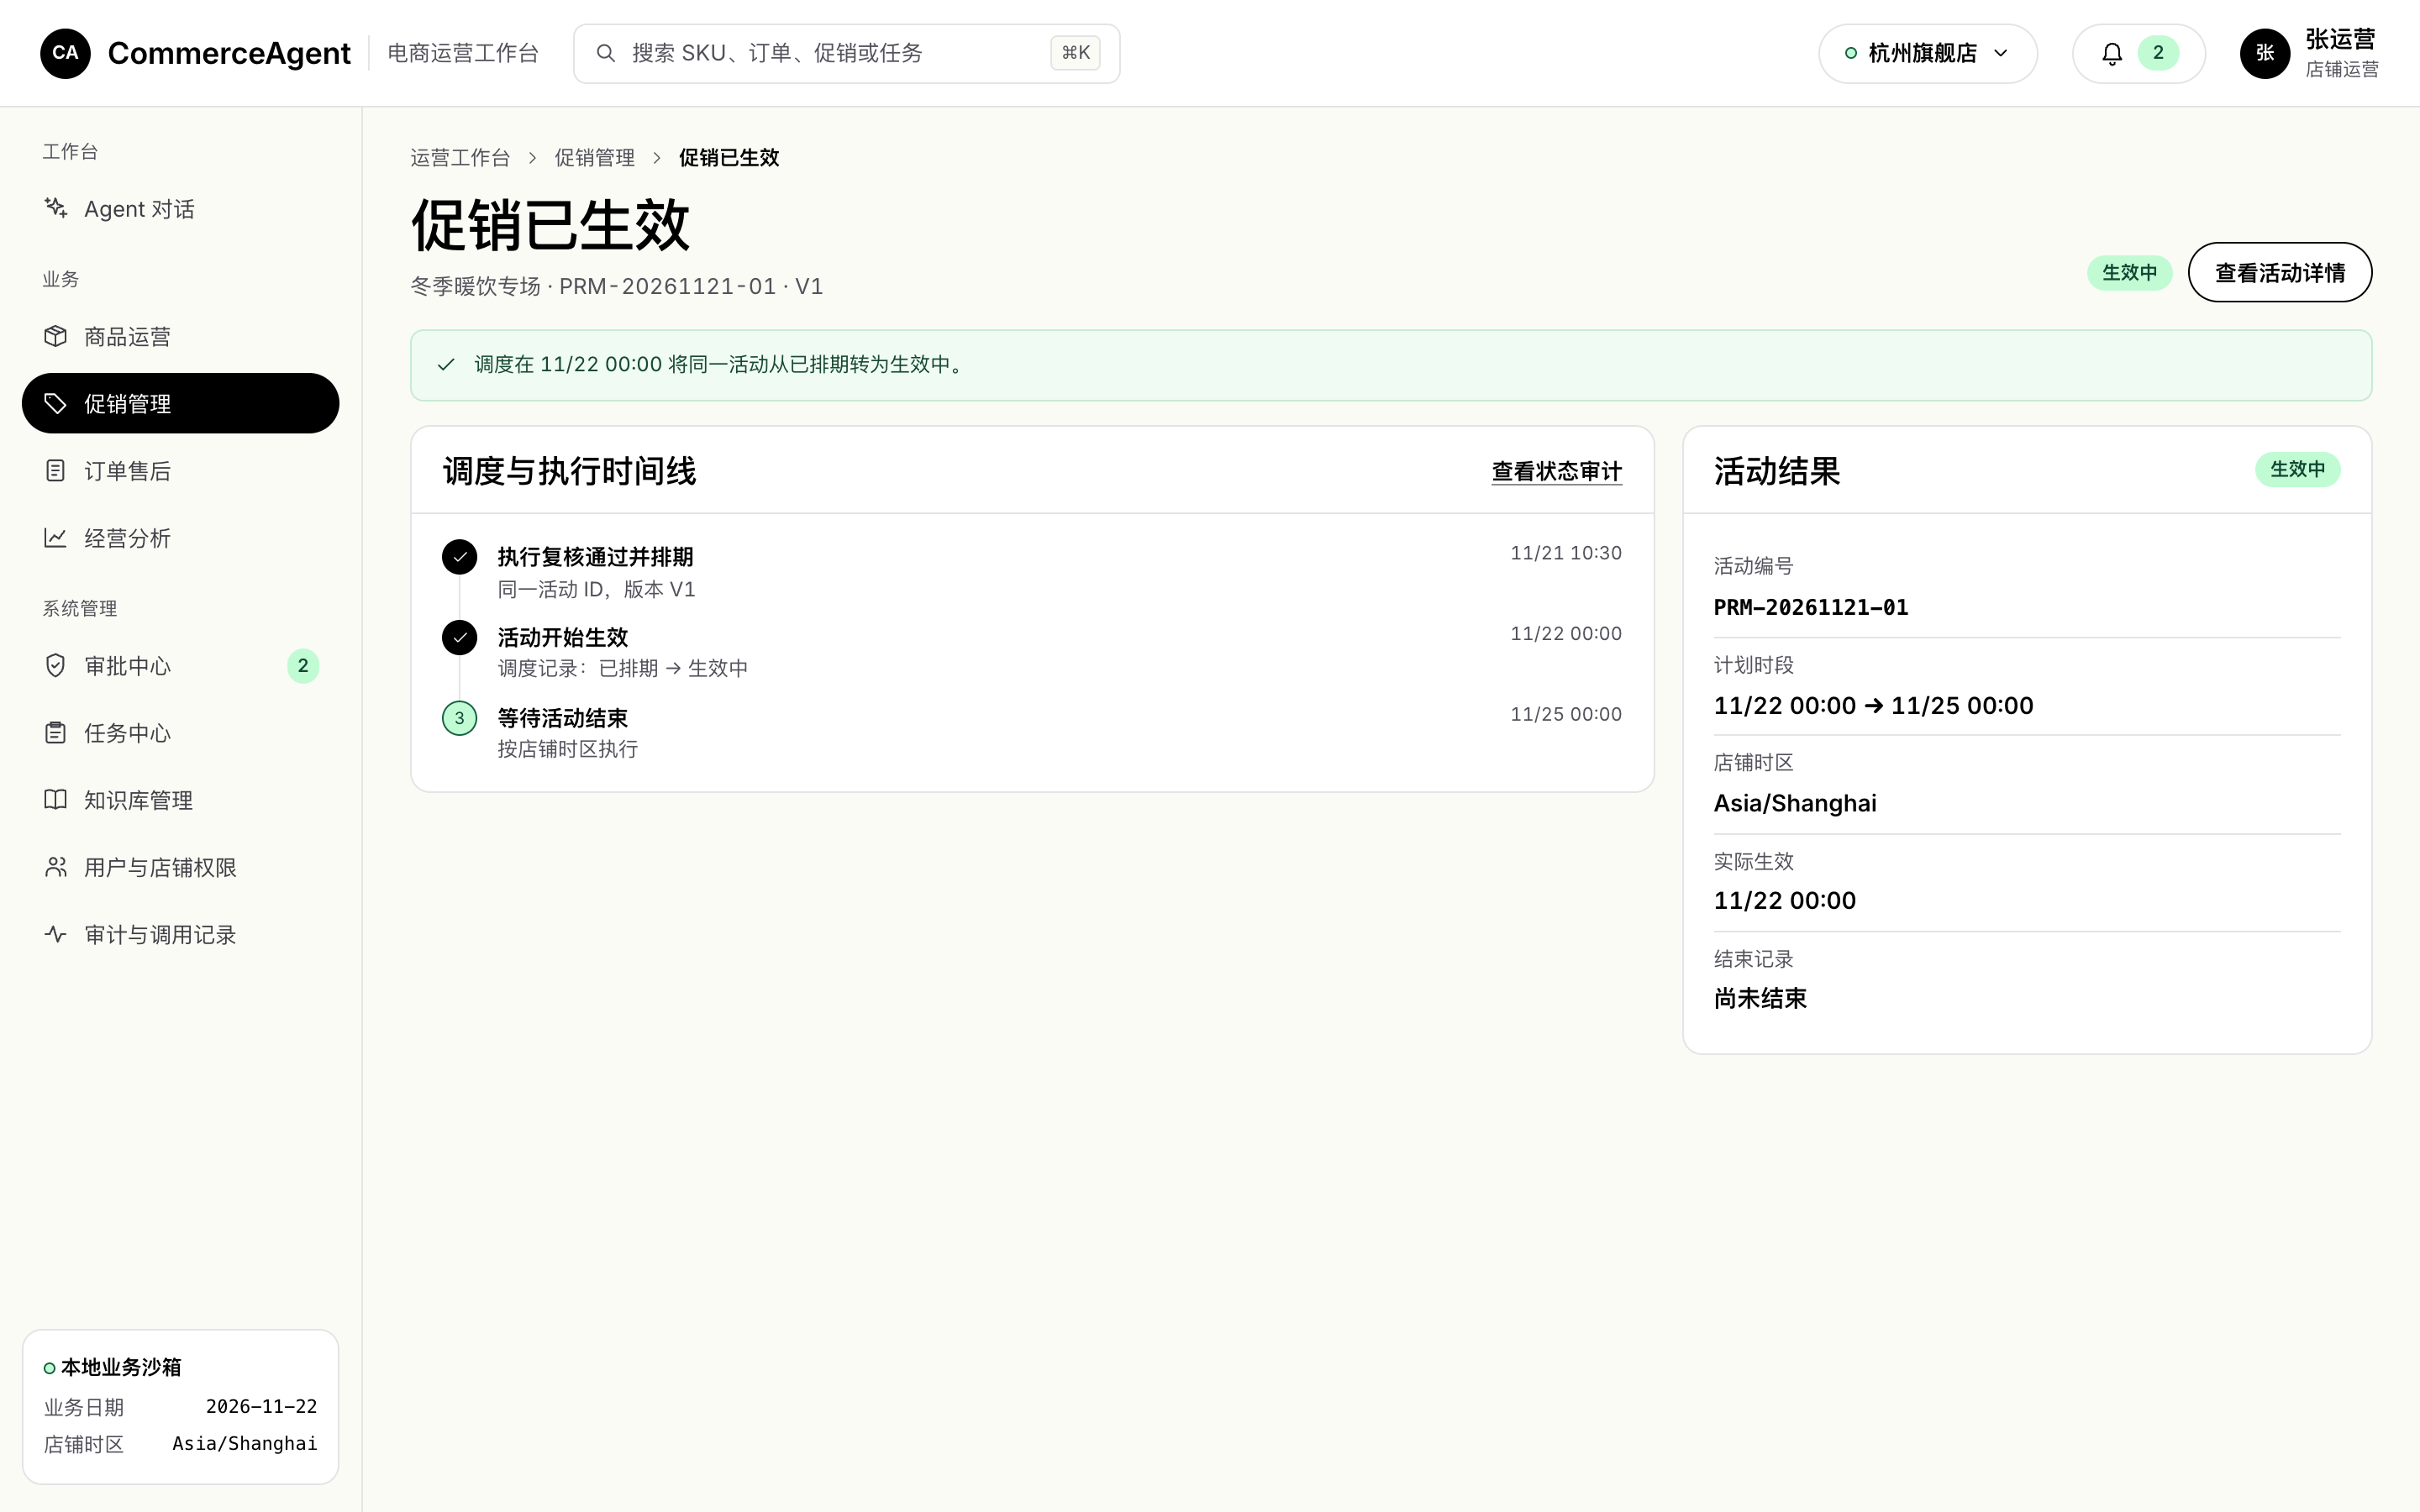 CA CommerceAgent 电商运营工作台
搜索 SKU、订单、促销或任务 ⌘K
杭州旗舰店
2
张 张运营
店铺运营
工作台
Agent 对话
业务
商品运营
促销管理
订单售后
经营分析
系统管理
审批中心 2
任务中心
知识库管理
用户与店铺权限
审计与调用记录
本地业务沙箱
业务日期 2026-11-22
店铺时区 Asia/Shanghai
运营工作台 > 促销管理 > 促销已生效
促销已生效
冬季暖饮专场 · PRM-20261121-01 · V1
生效中 查看活动详情
调度在 11/22 00:00 将同一活动从已排期转为生效中。
调度与执行时间线 查看状态审计
执行复核通过并排期 11/21 10:30
同一活动 ID，版本 V1
活动开始生效 11/22 00:00
调度记录：已排期 → 生效中
3 等待活动结束 11/25 00:00
按店铺时区执行
活动结果 生效中
活动编号
PRM-20261121-01
计划时段
11/22 00:00 → 11/25 00:00
店铺时区
Asia/Shanghai
实际生效
11/22 00:00
结束记录
尚未结束